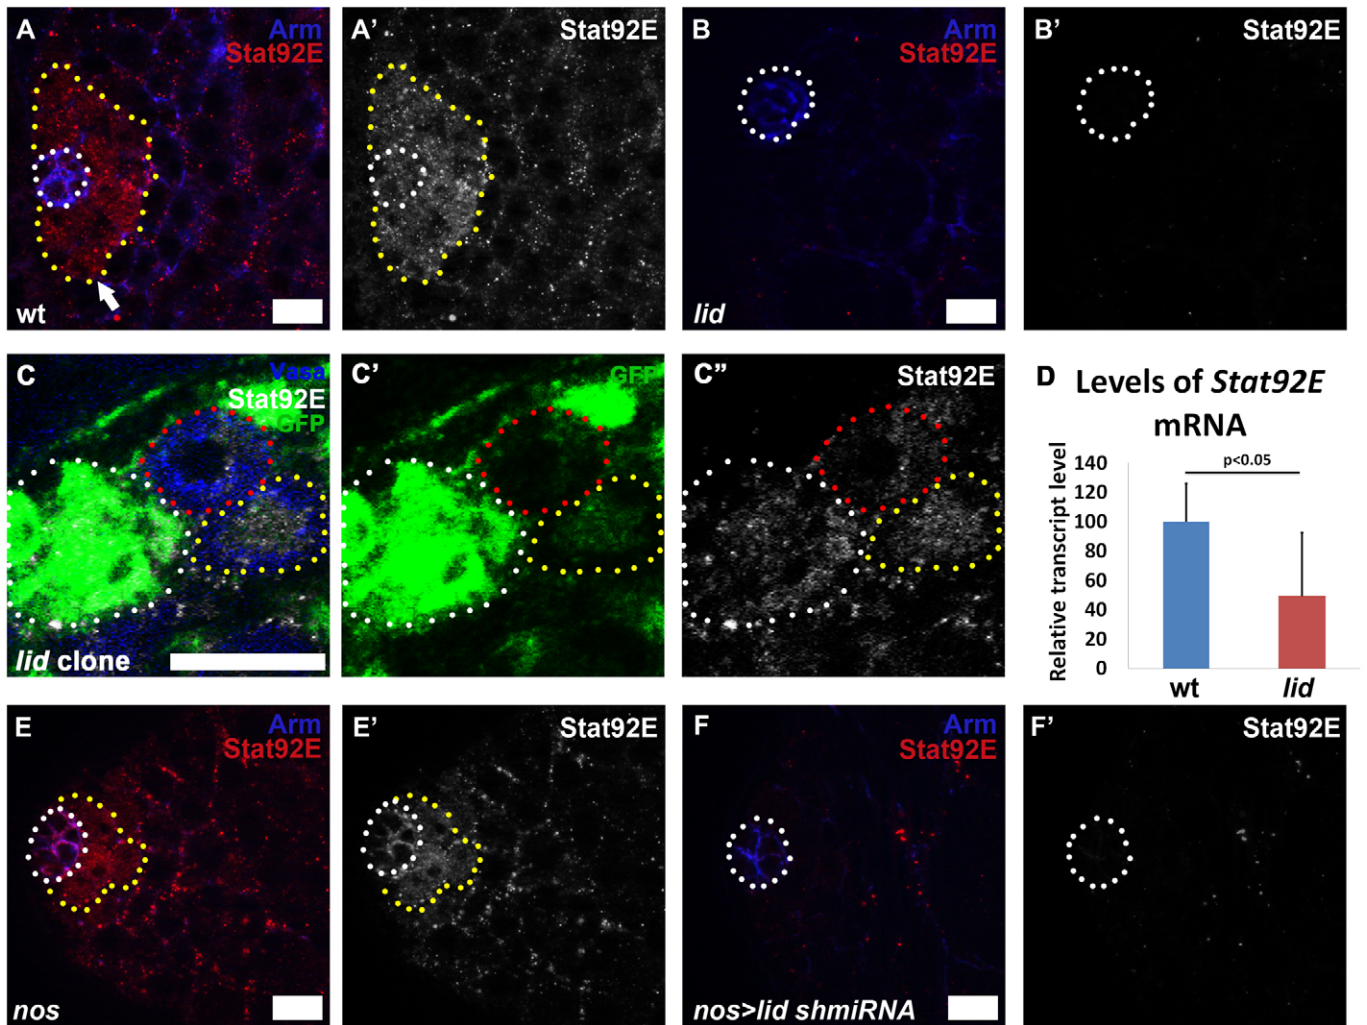 A
Arm
Stat92E
wt
A'
Stat92E
B
Arm
Stat92E
lid
B'
Stat92E
C
Vasa
Stat92E
GFP
lid clone
C'
GFP
C"
Stat92E
D
Levels of Stat92E
mRNA
Relative transcript level
140
120
100
80
60
40
20
0
p<0.05
wt
lid
E
Arm
Stat92E
nos
E'
Stat92E
F
Arm
Stat92E
nos>lid shmiRNA
F'
Stat92E